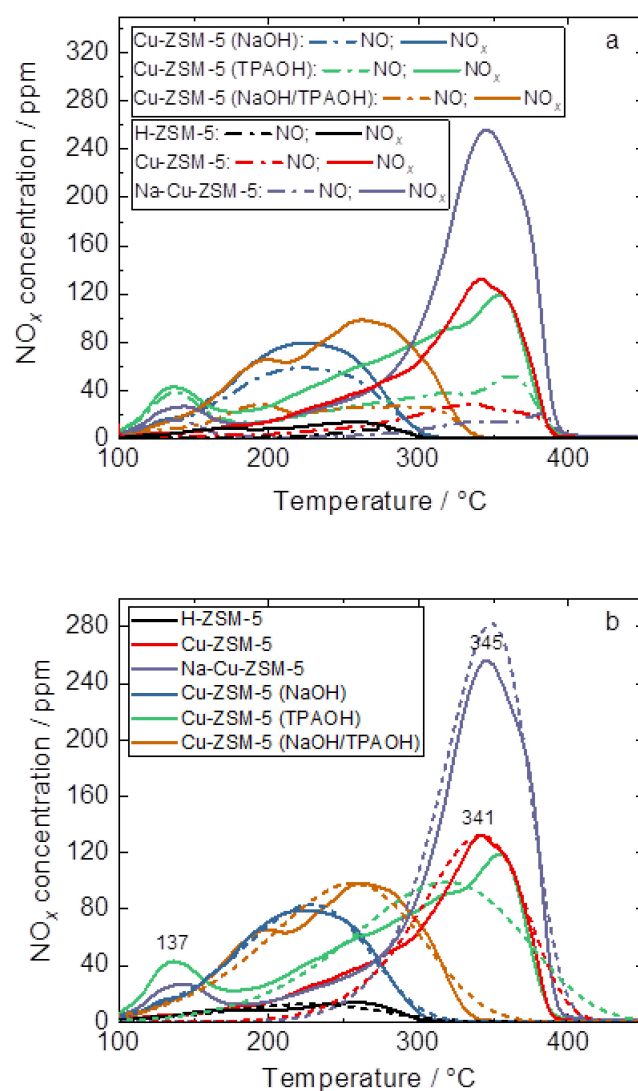 a
Cu-ZSM-5 (NaOH): NO; NOx
Cu-ZSM-5 (TPAOH): NO; NOx
Cu-ZSM-5 (NaOH/TPAOH): NO; NOx
H-ZSM-5: NO; NOx
Cu-ZSM-5: NO; NOx
Na-Cu-ZSM-5: NO; NOx
NOx concentration / ppm
320
280
240
200
160
120
80
40
0
100 200 300 400
Temperature / °C
b
H-ZSM-5
Cu-ZSM-5
Na-Cu-ZSM-5
Cu-ZSM-5 (NaOH)
Cu-ZSM-5 (TPAOH)
Cu-ZSM-5 (NaOH/TPAOH)
345
341
137
NOx concentration / ppm
280
240
200
160
120
80
40
0
100 200 300 400
Temperature / °C